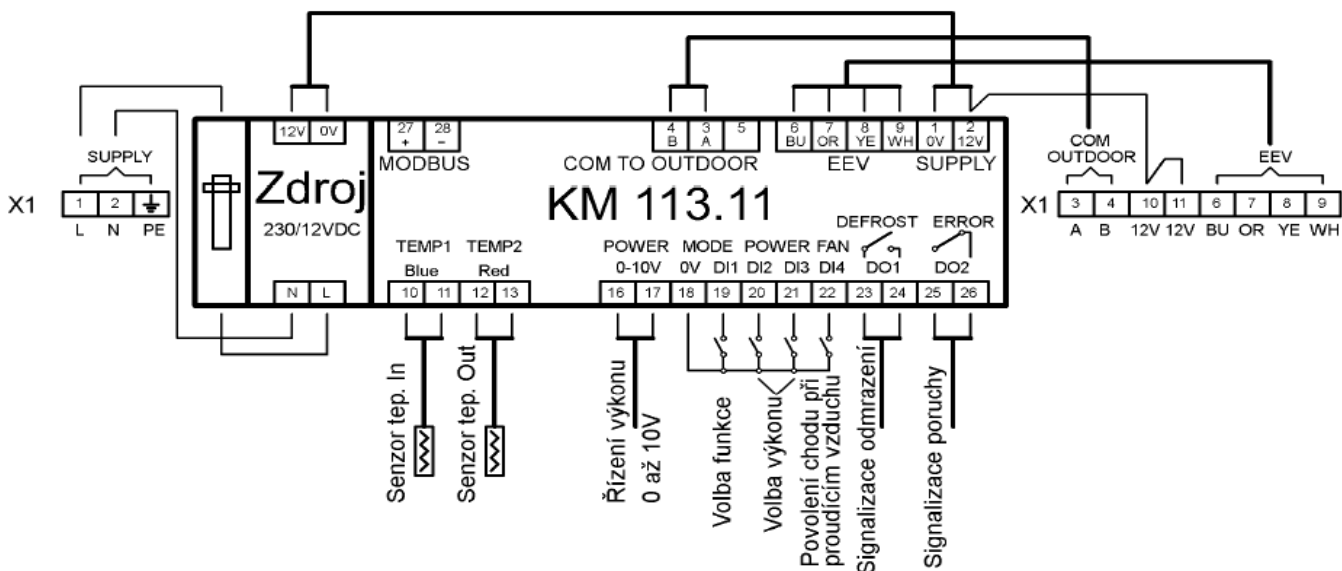 12V 0V
27 28
+ −
MODBUS
4 3 5
B A
COM TO OUTDOOR
6 7 8 9
BU OR YE WH
EEV
1 2
0V 12V
SUPPLY
SUPPLY
X1 1 2
L N PE
Zdroj
230/12VDC
N L
KM 113.11
TEMP1 TEMP2
Blue Red
10 11 12 13
POWER MODE POWER FAN
0-10V 0V DI1 DI2 DI3 DI4
16 17 18 19 20 21 22
DEFROST ERROR
DO1 DO2
23 24 25 26
COM
OUTDOOR
EEV
X1 3 4 10 11 6 7 8 9
A B 12V 12V BU OR YE WH
Senzor tep. In
Senzor tep. Out
Řízení výkonu
0 až 10V
Volba funkce
Volba výkonu
Povolení chodu při
proudícím vzduchu
Signalizace odmrazení
Signalizace poruchy